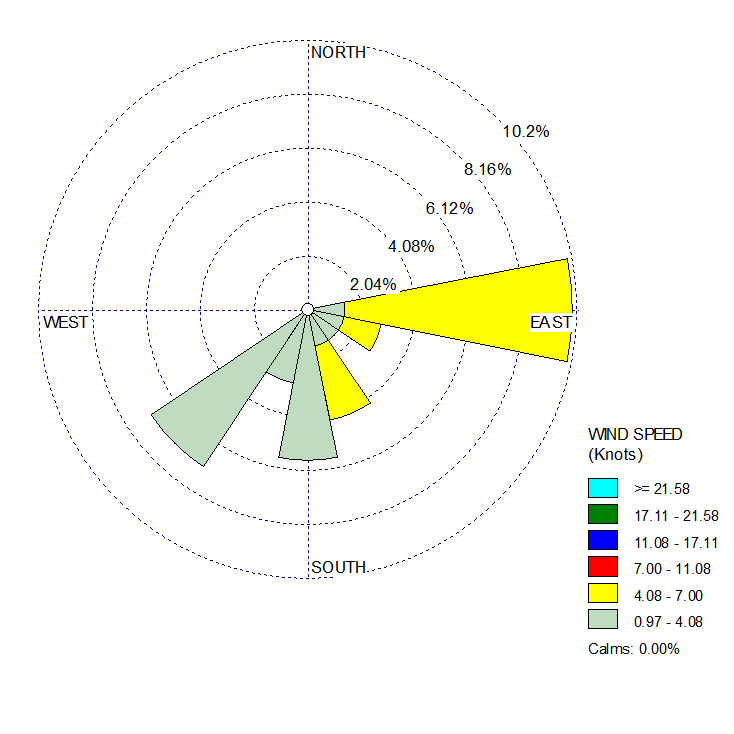 NORTH
10.2%
8.16%
6.12%
4.08%
2.04%
WEST
EAST
SOUTH
WIND SPEED
(Knots)
>= 21.58
17.11 - 21.58
11.08 - 17.11
7.00 - 11.08
4.08 - 7.00
0.97 - 4.08
Calms: 0.00%